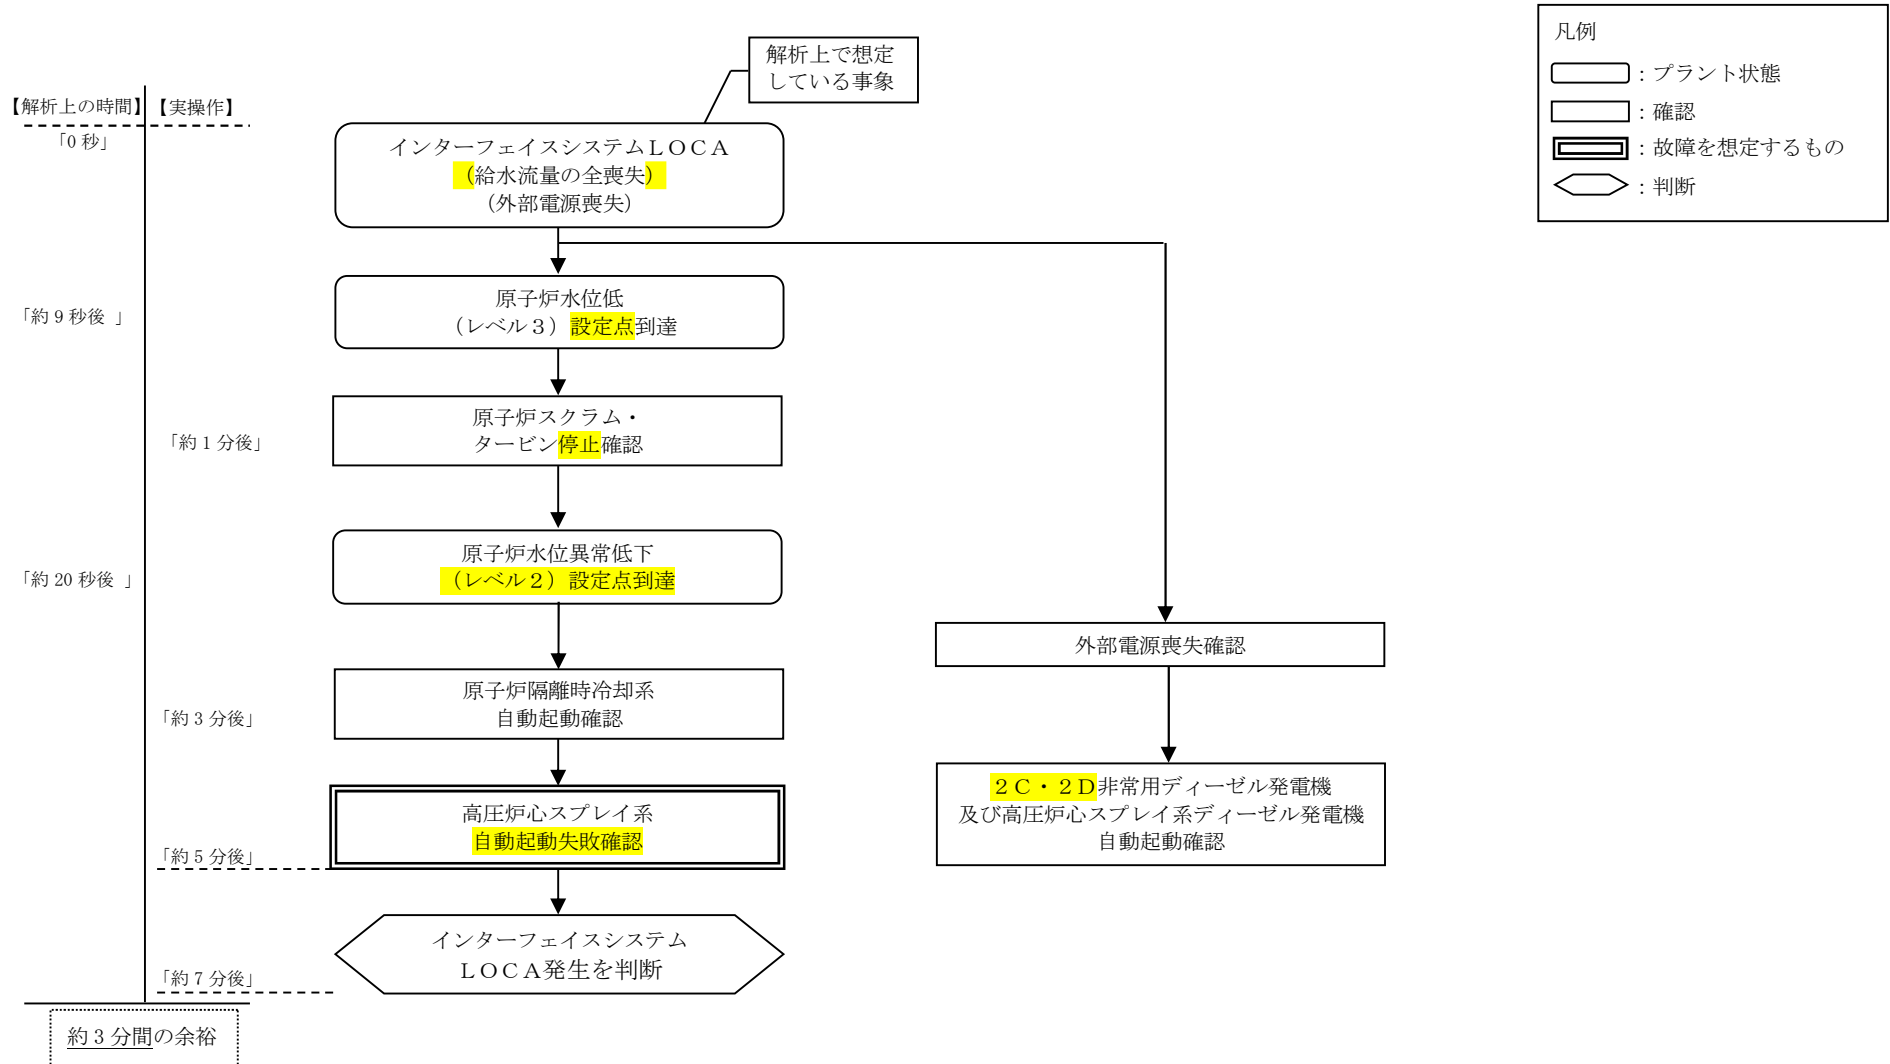 解析上で想定
している事象
凡例
：プラント状態
：確認
：故障を想定するもの
：判断
【解析上の時間】【実操作】
「0 秒」
インターフェイスシステムＬＯＣＡ
（給水流量の全喪失）
（外部電源喪失）
「約 9 秒後 」
原子炉水位低
（レベル３）設定点到達
「約 1 分後」
原子炉スクラム・
タービン停止確認
「約 20 秒後 」
原子炉水位異常低下
（レベル２）設定点到達
外部電源喪失確認
「約 3 分後」
原子炉隔離時冷却系
自動起動確認
２Ｃ・２Ｄ非常用ディーゼル発電機
及び高圧炉心スプレイ系ディーゼル発電機
自動起動確認
「約 5 分後」
高圧炉心スプレイ系
自動起動失敗確認
「約 7 分後」
インターフェイスシステム
ＬＯＣＡ発生を判断
約 3 分間の余裕